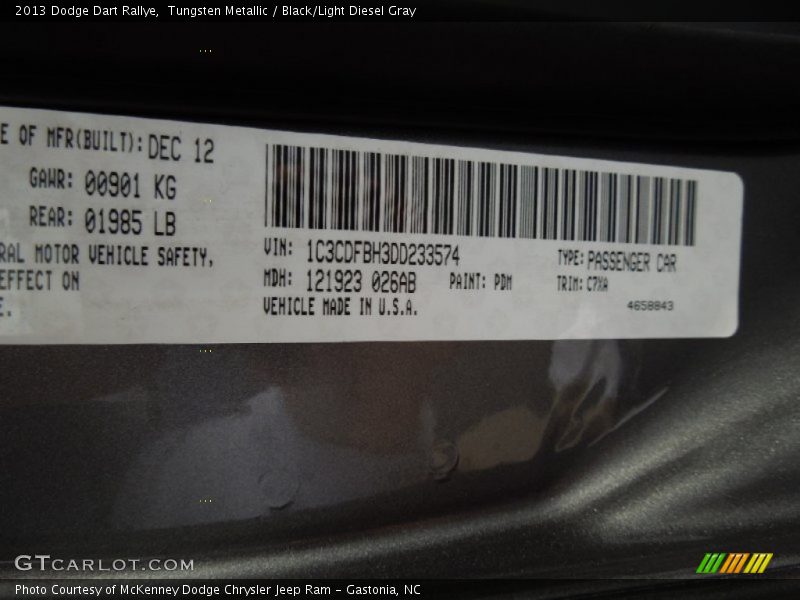 2013 Dodge Dart Rallye,  Tungsten Metallic / Black/Light Diesel Gray
E OF MFR(BUILT): DEC 12
GAWR: 00901 KG
REAR: 01985 LB
RAL MOTOR VEHICLE SAFETY,
EFFECT ON
E.
VIN: 1C3CDFBH3DD233574 TYPE: PASSENGER CAR
MDH: 121923 026AB PAINT: PDM TRIM: C7XA
VEHICLE MADE IN U.S.A. 4658843
GTCARLOT.COM
Photo Courtesy of McKenney Dodge Chrysler Jeep Ram – Gastonia, NC